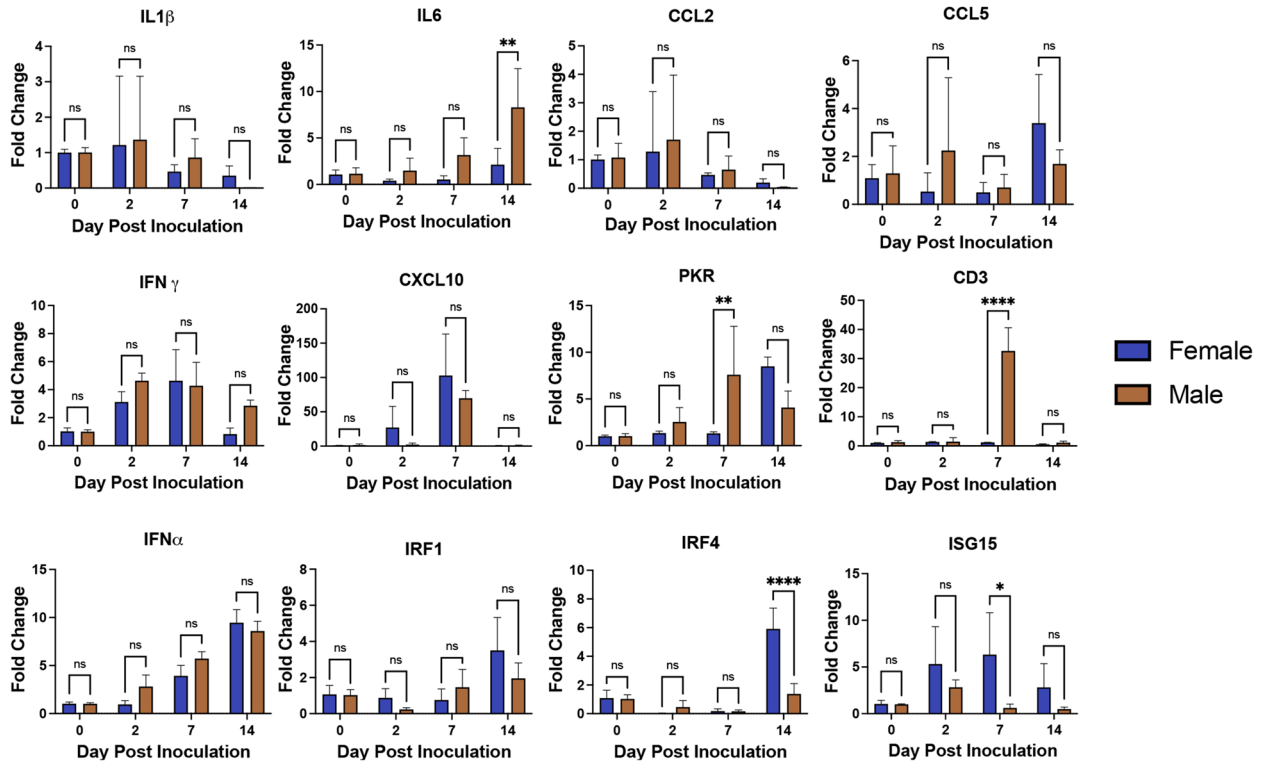 IL1β
IL6
CCL2
CCL5
Fold Change
4
3
2
1
0
ns
ns
ns
ns
0
2
7
14
Day Post Inoculation
Fold Change
15
10
5
0
ns
ns
ns
**
0
2
7
14
Day Post Inoculation
Fold Change
5
4
3
2
1
0
ns
ns
ns
ns
0
2
7
14
Day Post Inoculation
Fold Change
6
4
2
0
ns
ns
ns
ns
0
2
7
14
Day Post Inoculation
IFN γ
CXCL10
PKR
CD3
Fold Change
10
8
6
4
2
0
ns
ns
ns
ns
0
2
7
14
Day Post Inoculation
Fold Change
200
150
100
50
0
ns
ns
ns
ns
0
2
7
14
Day Post Inoculation
Fold Change
15
10
5
0
ns
ns
**
ns
0
2
7
14
Day Post Inoculation
Fold Change
50
40
30
20
10
0
ns
ns
****
ns
0
2
7
14
Day Post Inoculation
Female
Male
IFNα
IRF1
IRF4
ISG15
Fold Change
15
10
5
0
ns
ns
ns
ns
0
2
7
14
Day Post Inoculation
Fold Change
8
6
4
2
0
ns
ns
ns
ns
0
2
7
14
Day Post Inoculation
Fold Change
10
8
6
4
2
0
ns
ns
ns
****
0
2
7
14
Day Post Inoculation
Fold Change
15
10
5
0
ns
ns
*
ns
0
2
7
14
Day Post Inoculation